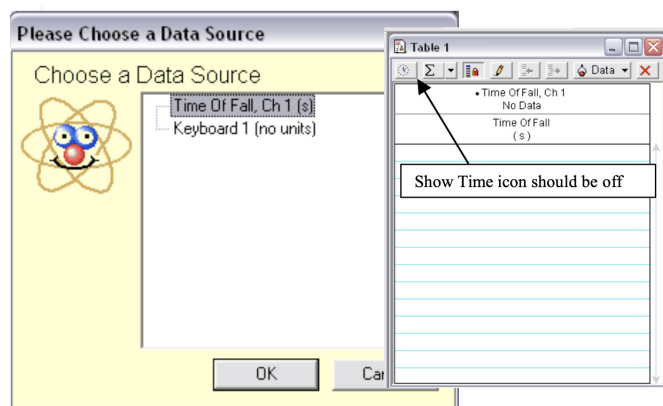 Please Choose a Data Source
Choose a Data Source
Time Of Fall, Ch 1 (s)
Keyboard 1 (no units)
OK
Table 1
Σ
Data
• Time Of Fall, Ch 1
No Data
Time Of Fall
( s )
Show Time icon should be off